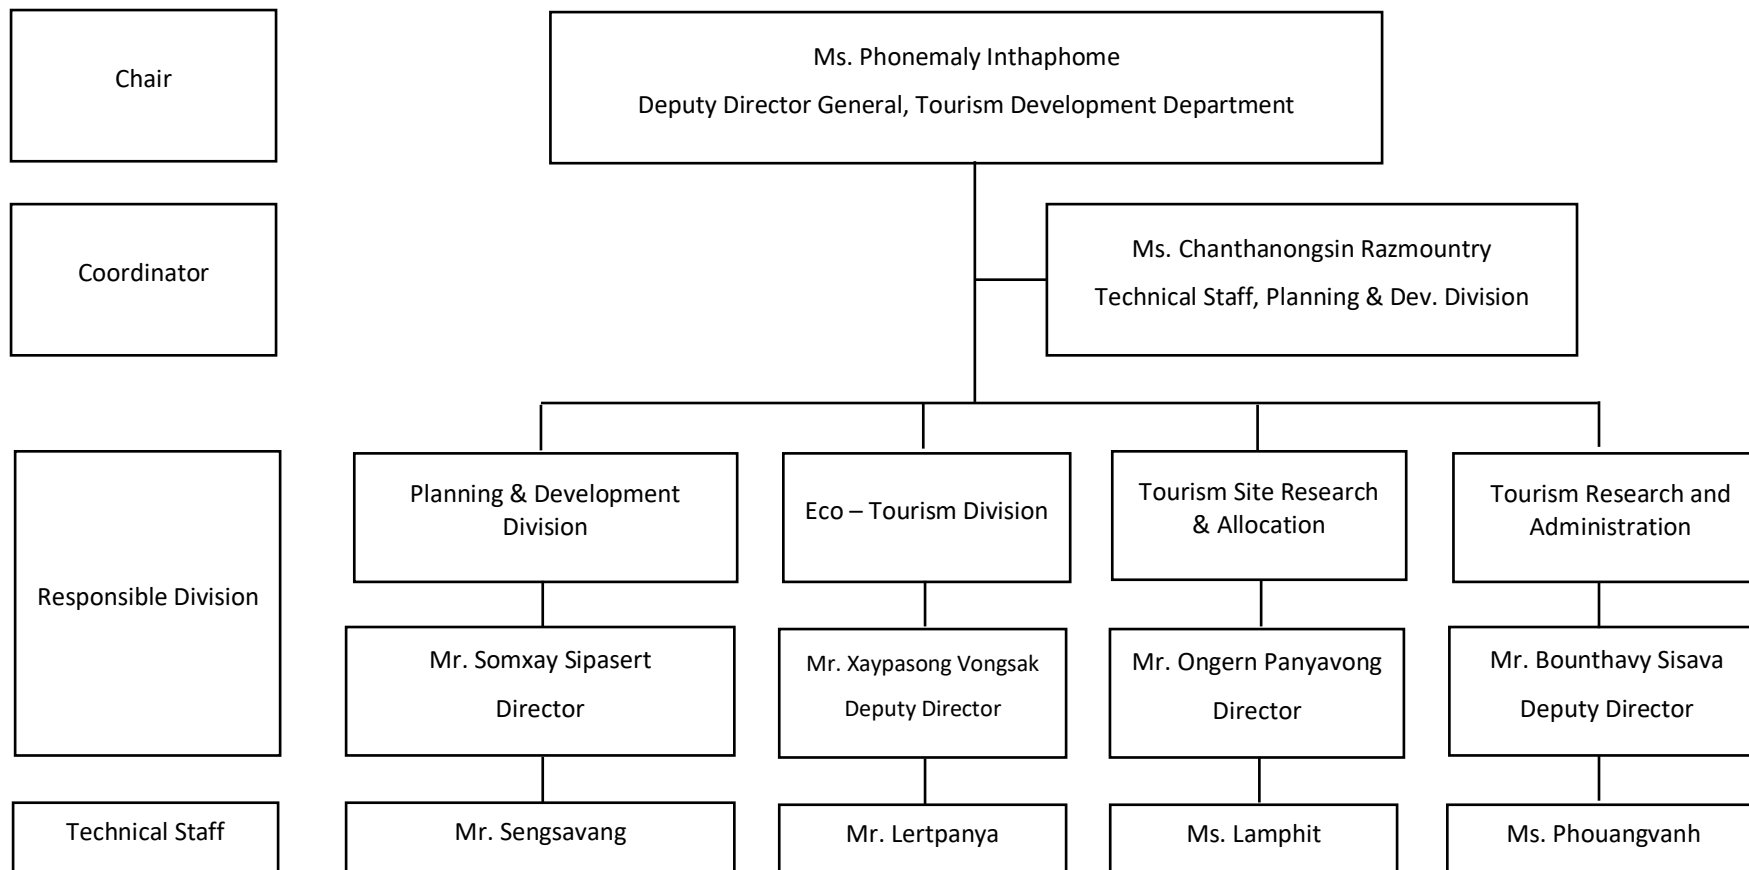 Chair
Ms. Phonemaly Inthaphome
Deputy Director General, Tourism Development Department
Coordinator
Ms. Chanthanongsin Razmountry
Technical Staff, Planning & Dev. Division
Responsible Division
Planning & Development
Division
Eco – Tourism Division
Tourism Site Research
& Allocation
Tourism Research and
Administration
Mr. Somxay Sipasert
Director
Mr. Xaypasong Vongsak
Deputy Director
Mr. Ongern Panyavong
Director
Mr. Bounthavy Sisava
Deputy Director
Technical Staff
Mr. Sengsavang
Mr. Lertpanya
Ms. Lamphit
Ms. Phouangvanh